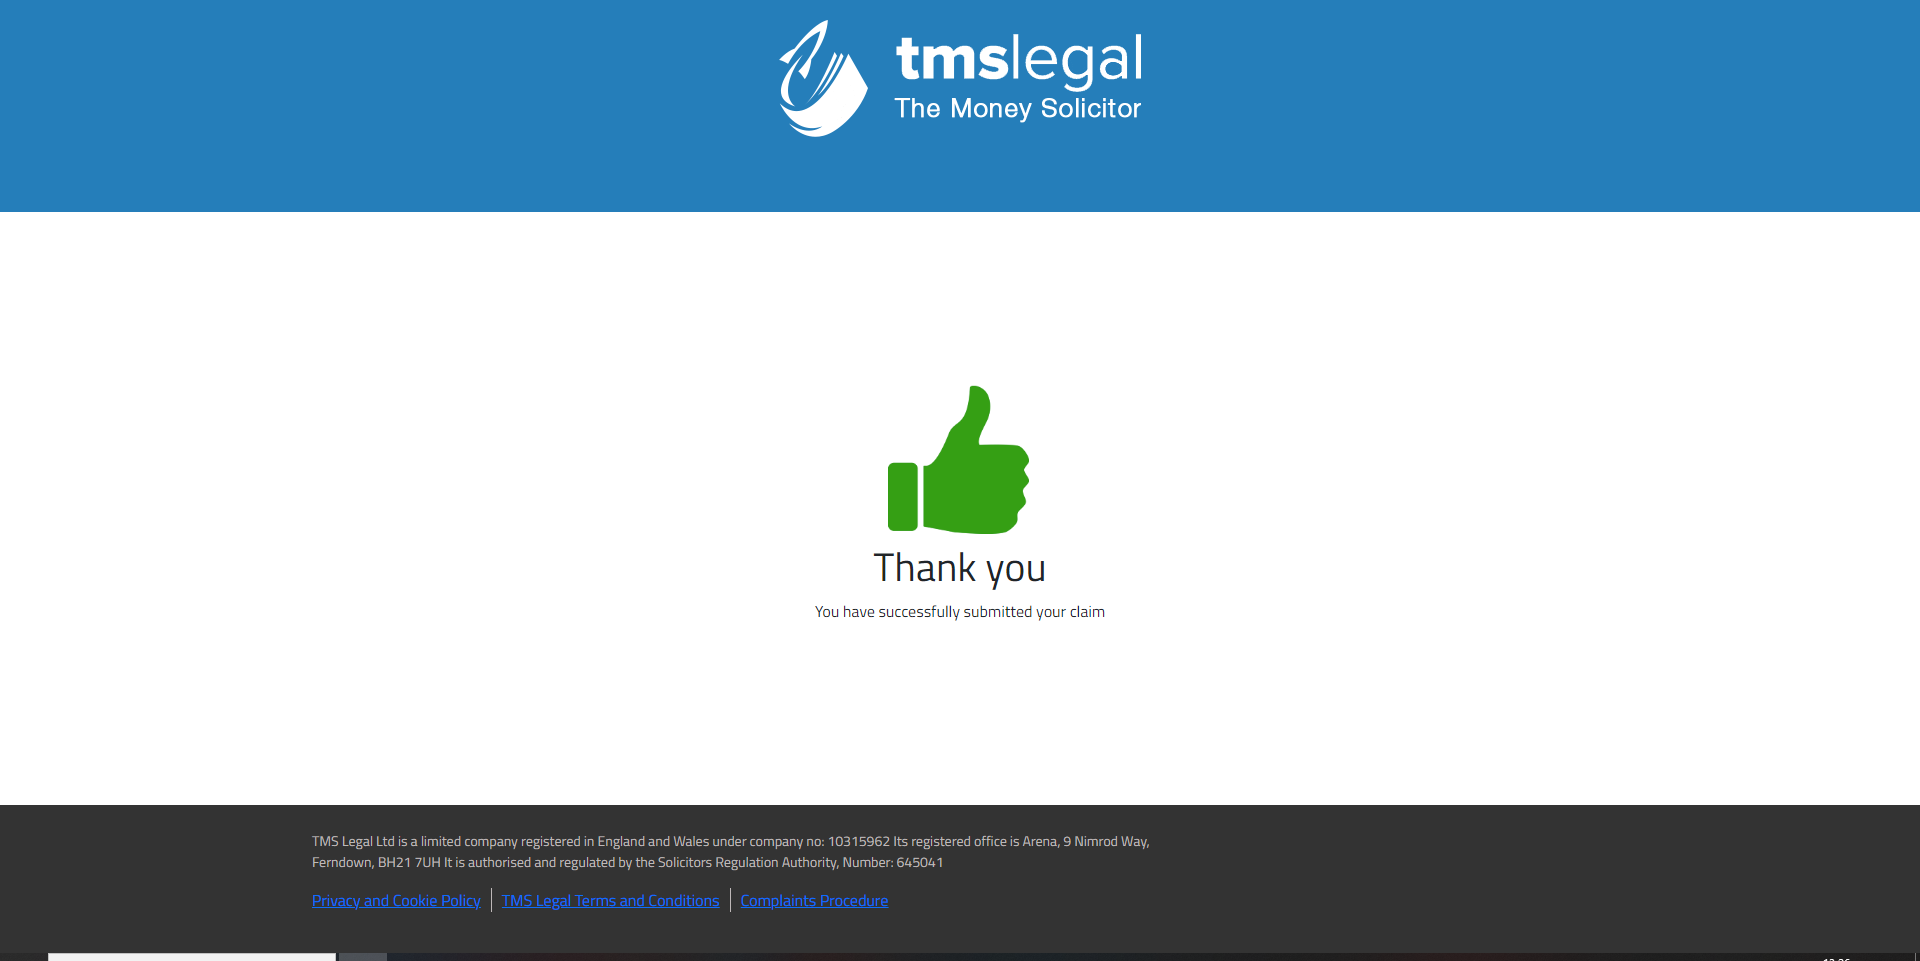 tmslegal
The Money Solicitor
Thank you
You have successfully submitted your claim
TMS Legal Ltd is a limited company registered in England and Wales under company no: 10315962 Its registered office is Arena, 9 Nimrod Way,
Ferndown, BH21 7UH It is authorised and regulated by the Solicitors Regulation Authority, Number: 645041
Privacy and Cookie Policy
TMS Legal Terms and Conditions
Complaints Procedure